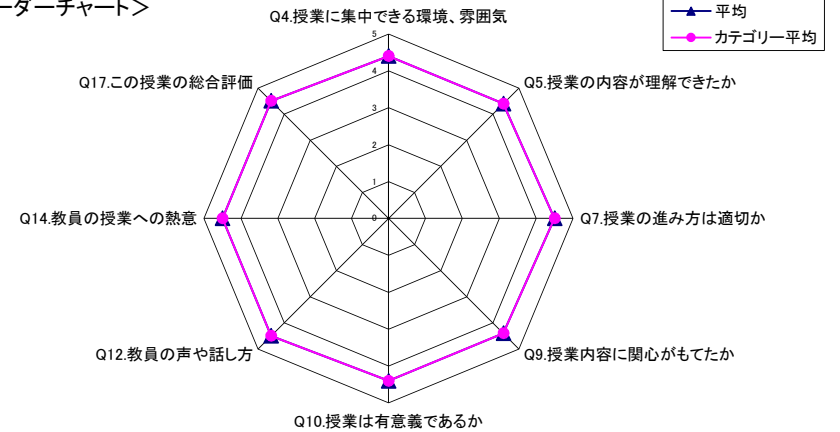 ーダーチャート＞
平均
カテゴリー平均
Q4.授業に集中できる環境、雰囲気
Q5.授業の内容が理解できたか
Q7.授業の進み方は適切か
Q9.授業内容に関心がもてたか
Q10.授業は有意義であるか
Q12.教員の声や話し方
Q14.教員の授業への熱意
Q17.この授業の総合評価
5
4
3
2
1
0